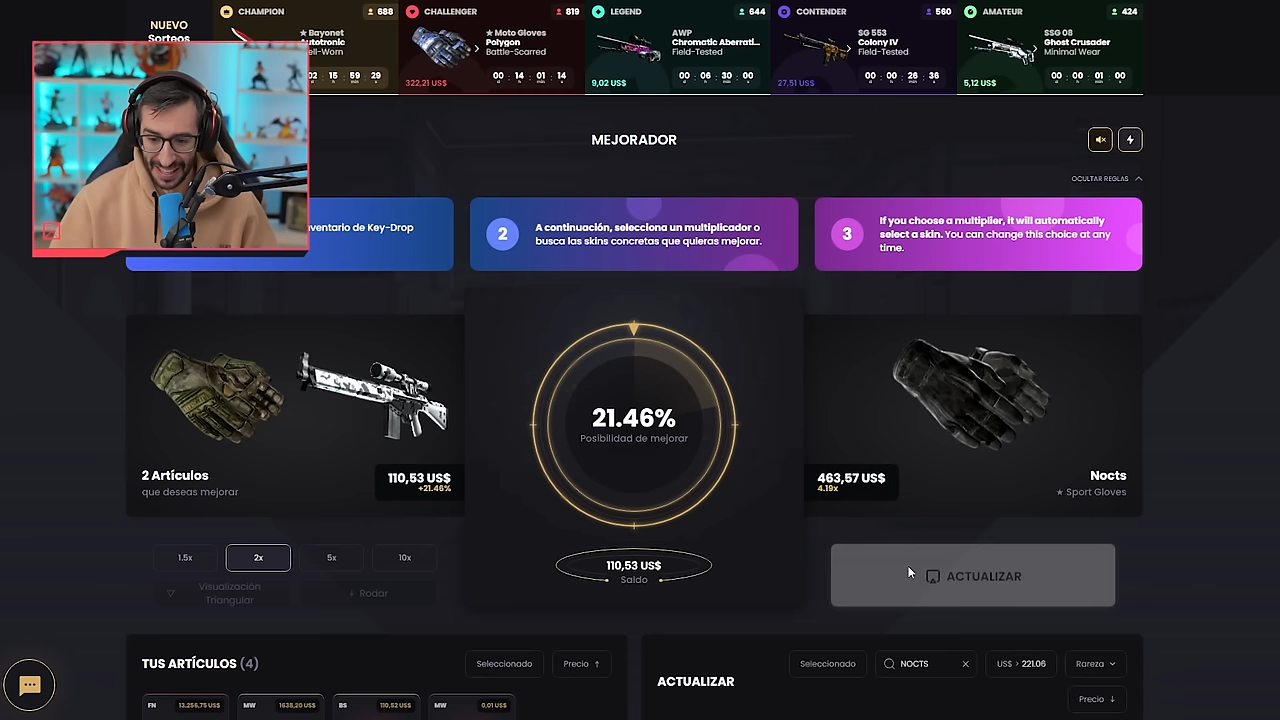 NUEVO
Sorteos
CHAMPION
688
★ Bayonet
Autotronic
15 : 59 : 29
CHALLENGER
819
★ Moto Gloves
Polygon
Battle-Scarred
322,21 US$
00 : 14 : 01 : 14
LEGEND
644
AWP
Chromatic Aberrati...
Field-Tested
9,02 US$
00 : 06 : 30 : 00
CONTENDER
560
SG 553
Colony IV
Field-Tested
27,51 US$
00 : 00 : 26 : 36
AMATEUR
424
SSG 08
Ghost Crusader
Minimal Wear
5,12 US$
00 : 00 : 01 : 00
MEJORADOR
OCULTAR REGLAS
nventario de Key-Drop
2
A continuación, selecciona un multiplicador o
busca las skins concretas que quieras mejorar.
3
If you choose a multiplier, it will automatically
select a skin. You can change this choice at any
time.
2 Artículos
que deseas mejorar
110,53 US$
+21.46%
21.46%
Posibilidad de mejorar
463,57 US$
4.19x
Nocts
★ Sport Gloves
1.5x
2x
5x
10x
Visualización
Triangular
Rodar
110,53 US$
Saldo
ACTUALIZAR
TUS ARTÍCULOS (4)
Seleccionado
Precio ↑
FN
13.256,75 US$
MW
1638,20 US$
BS
110,52 US$
MW
0,01 US$
ACTUALIZAR
Seleccionado
NOCTS
US$ > 221.06
Rareza
Precio ↓